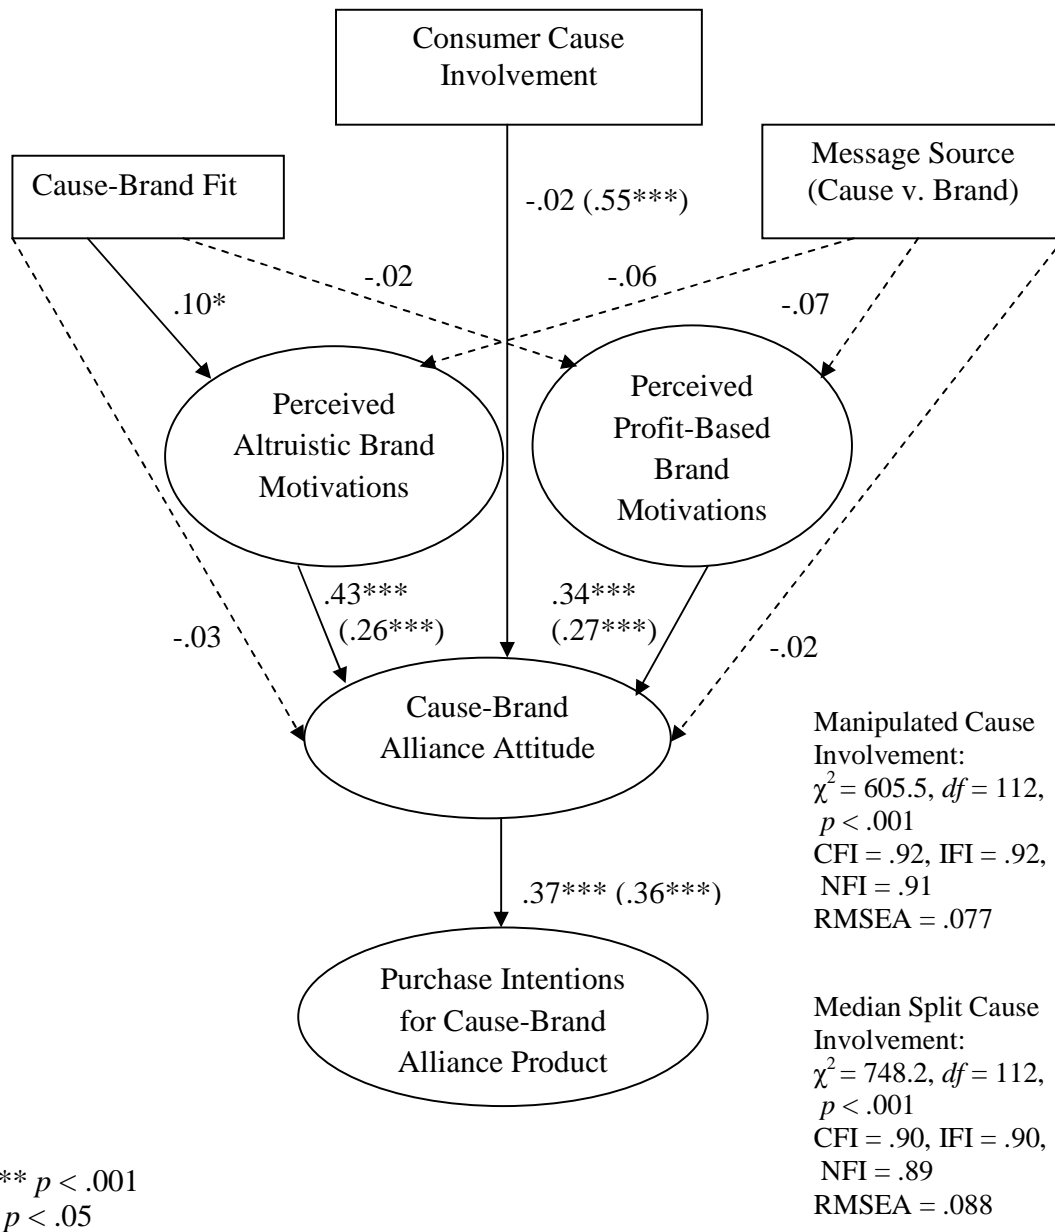 Consumer Cause
Involvement
Message Source
(Cause v. Brand)
Cause-Brand Fit
-.02 (.55***)
-.02
-.06
.10*
-.07
Perceived
Altruistic Brand
Motivations
Perceived
Profit-Based
Brand
Motivations
.43***
(.26***)
.34***
(.27***)
-.03
-.02
Cause-Brand
Alliance Attitude
.37*** (.36***)
Purchase Intentions
for Cause-Brand
Alliance Product
Manipulated Cause
Involvement:
χ² = 605.5, df = 112,
p < .001
CFI = .92, IFI = .92,
NFI = .91
RMSEA = .077
Median Split Cause
Involvement:
χ² = 748.2, df = 112,
p < .001
CFI = .90, IFI = .90,
NFI = .89
RMSEA = .088
** p < .001
p < .05